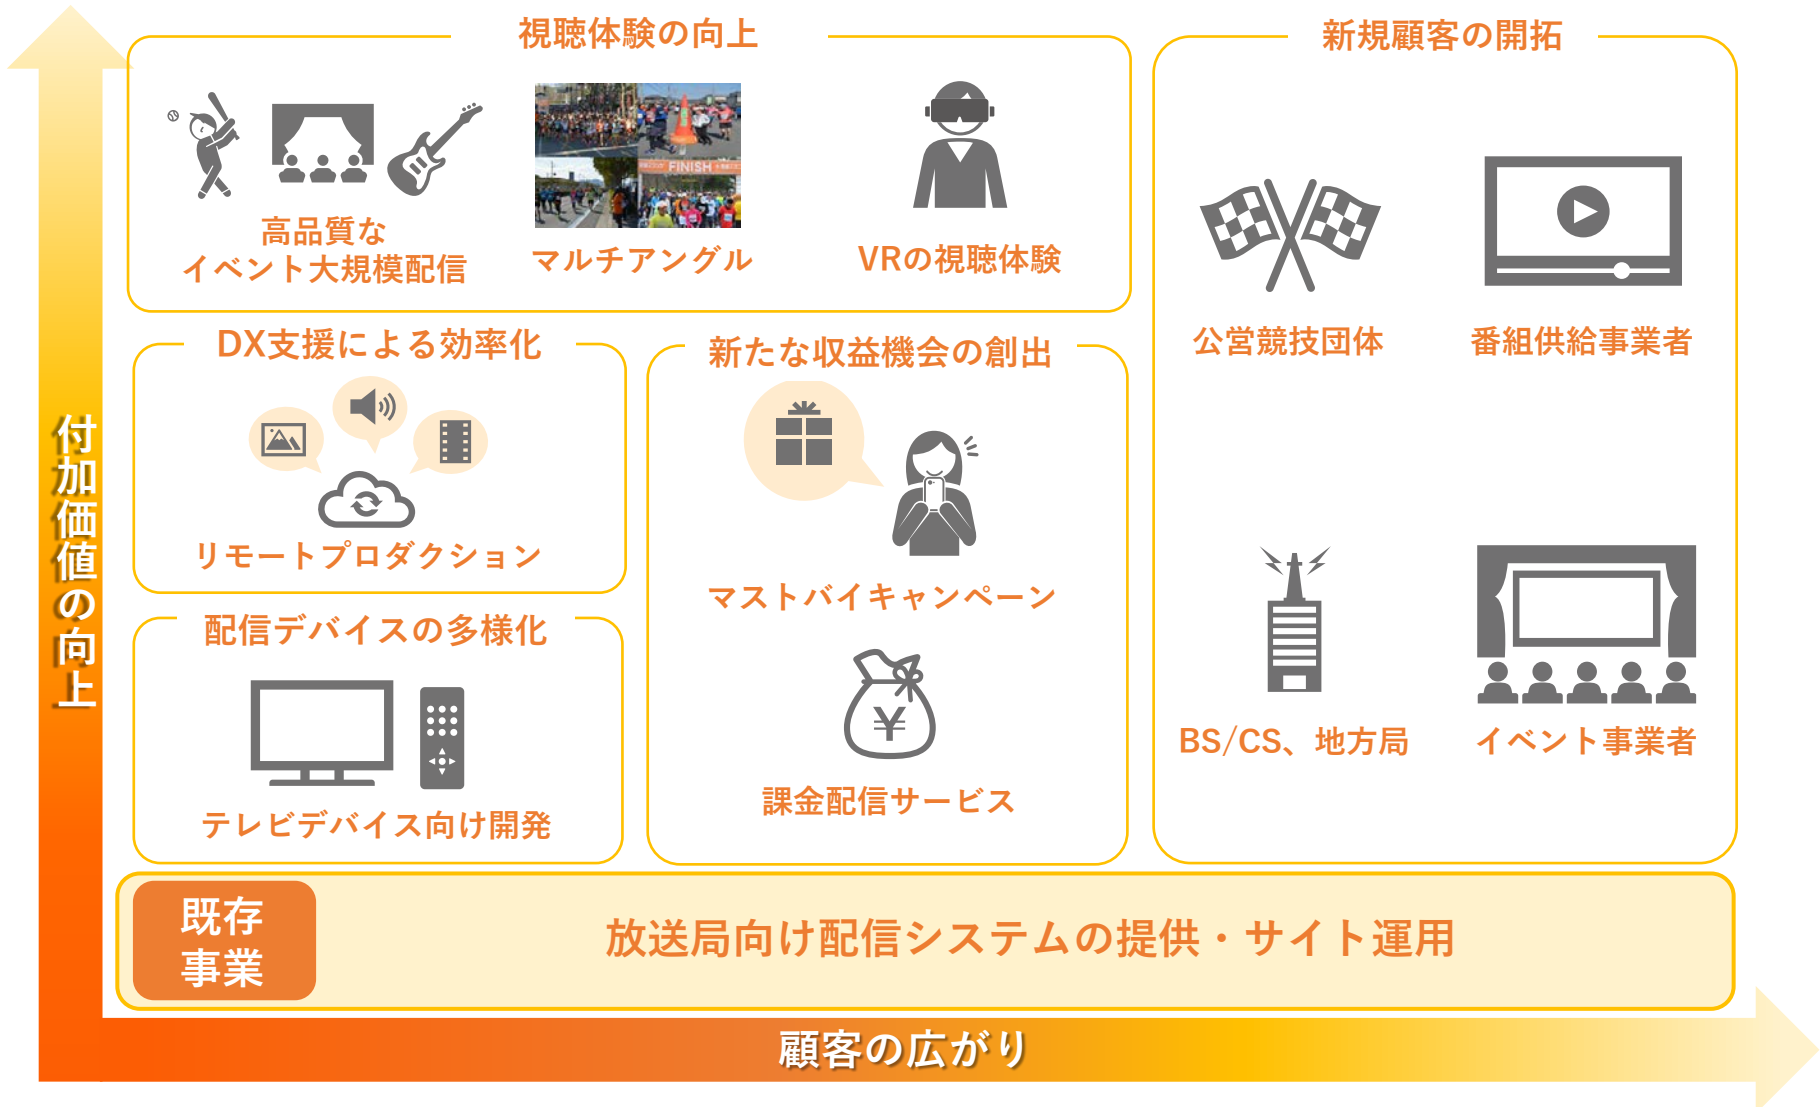 視聴体験の向上
高品質な
イベント大規模配信
マルチアングル
FINISH
VRの視聴体験
新規顧客の開拓
公営競技団体
番組供給事業者
BS/CS、地方局
イベント事業者
DX支援による効率化
リモートプロダクション
新たな収益機会の創出
マストバイキャンペーン
¥
課金配信サービス
配信デバイスの多様化
テレビデバイス向け開発
付加価値の向上
既存
事業
放送局向け配信システムの提供・サイト運用
顧客の広がり